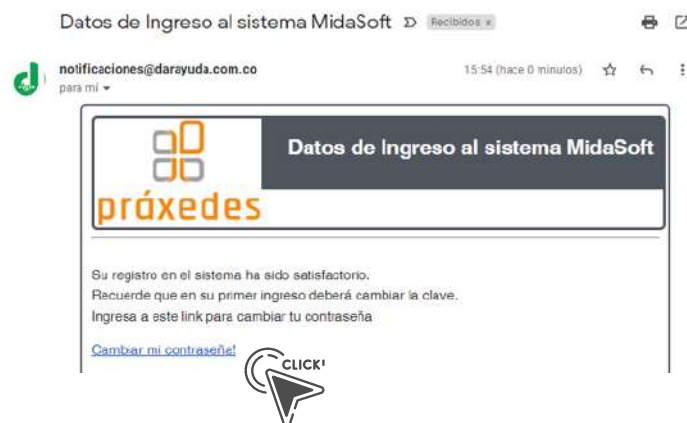 Datos de Ingreso al sistema MidaSoft Recibidos x
notificaciones@darayuda.com.co 15:54 (hace 0 minutos)
para mí
Datos de Ingreso al sistema MidaSoft
próxedes
Su registro en el sistema ha sido satisfactorio.
Recuerde que en su primer ingreso deberá cambiar la clave.
Ingresa a este link para cambiar tu contraseña
Cambiar mi contraseña!
CLICK!